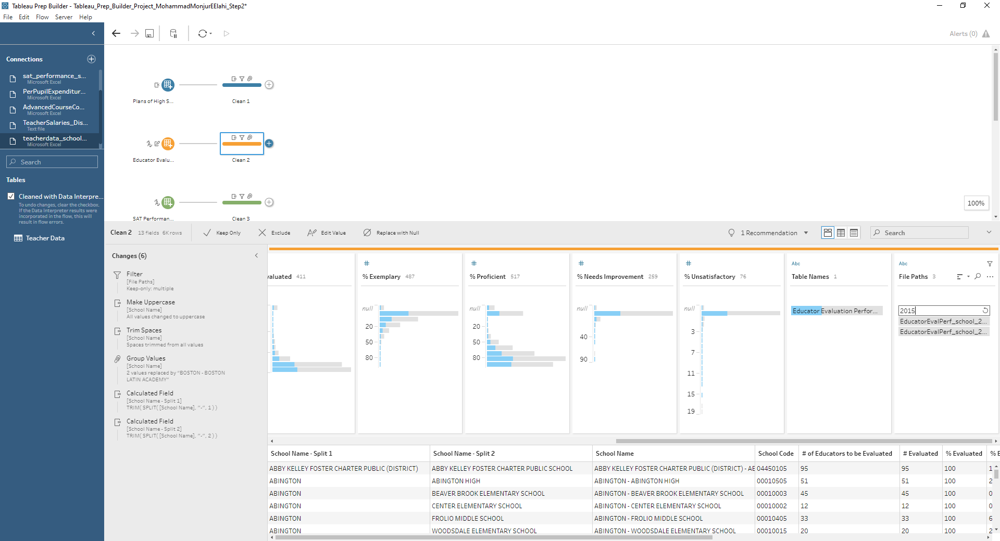 Tableau Prep Builder - Tableau_Prep_Builder_Project_MohammadMonjurEElahi_Step2*
File Edit Flow Server Help
Alerts (0)
Connections
sat_performance_s...
Microsoft Excel
PerPupilExpenditur...
Microsoft Excel
AdvancedCourseCo...
Microsoft Excel
TeacherSalaries_Dis...
Text file
teacherdata_school...
Microsoft Excel
Search
Tables
Cleaned with Data Interpre...
To undo changes, clear the checkbox.
If the Data Interpreter results were
incorporated in the flow, this will
result in flow errors.
Teacher Data
Plans of High S...
Clean 1
Educator Evalu...
Clean 2
SAT Performan...
Clean 3
100%
Clean 2 13 fields 6K rows Keep Only Exclude Edit Value Replace with Null 1 Recommendation Search
Changes (6)
Filter
[File Paths]
Keep-only: multiple
Make Uppercase
[School Name]
All values changed to uppercase
Trim Spaces
[School Name]
Spaces trimmed from all values
Group Values
[School Name]
2 values replaced by "BOSTON - BOSTON
LATIN ACADEMY"
Calculated Field
[School Name - Split 1]
TRIM( SPLIT( [School Name], "-", 1 ) )
Calculated Field
[School Name - Split 2]
TRIM( SPLIT( [School Name], "-", 2 ) )
valuated 411
# % Exemplary 487
null
20
50
80
# % Proficient 517
null
20
50
80
# % Needs Improvement 259
null
40
90
# % Unsatisfactory 76
null
3
7
11
15
19
Abc
Table Names 1
Educator Evaluation Perfor...
Abc
File Paths 3
2015
EducatorEvalPerf_school_2...
EducatorEvalPerf_school_2...
School Name - Split 1 School Name - Split 2 School Name School Code # of Educators to be Evaluated # Evaluated % Evaluated % E
ABBY KELLEY FOSTER CHARTER PUBLIC (DISTRICT) ABBY KELLEY FOSTER CHARTER PUBLIC SCHOOL ABBY KELLEY FOSTER CHARTER PUBLIC (DISTRICT) - AB 04450105 95 95 100 1
ABINGTON ABINGTON HIGH ABINGTON - ABINGTON HIGH 00010505 51 51 100 2
ABINGTON BEAVER BROOK ELEMENTARY SCHOOL ABINGTON - BEAVER BROOK ELEMENTARY SCHOOL 00010003 45 45 100 0
ABINGTON CENTER ELEMENTARY SCHOOL ABINGTON - CENTER ELEMENTARY SCHOOL 00010002 12 12 100 0
ABINGTON FROLIO MIDDLE SCHOOL ABINGTON - FROLIO MIDDLE SCHOOL 00010405 33 33 100 6
ABINGTON WOODSDALE ELEMENTARY SCHOOL ABINGTON - WOODSDALE ELEMENTARY SCHOOL 00010015 20 20 100 2